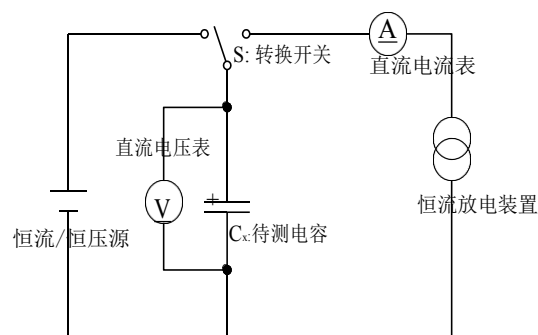 A
S: 转换开关
直流电流表
直流电压表
+
V
恒流放电装置
恒流/恒压源
Cx:待测电容